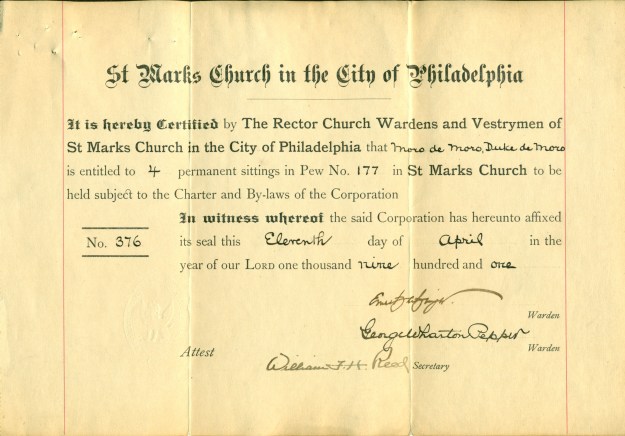 St Marks Church in the City of Philadelphia
It is hereby Certified by The Rector Church Wardens and Vestrymen of
St Marks Church in the City of Philadelphia that Moro de Moro, Duke de Moro
is entitled to 4 permanent sittings in Pew No. 177 in St Marks Church to be
held subject to the Charter and By-laws of the Corporation
In witness whereof the said Corporation has hereunto affixed
No. 376
its seal this Eleventh day of April in the
year of our LORD one thousand nine hundred and one
Warden
George Wharton Pepper
Warden
Attest
William F. H. Reed Secretary